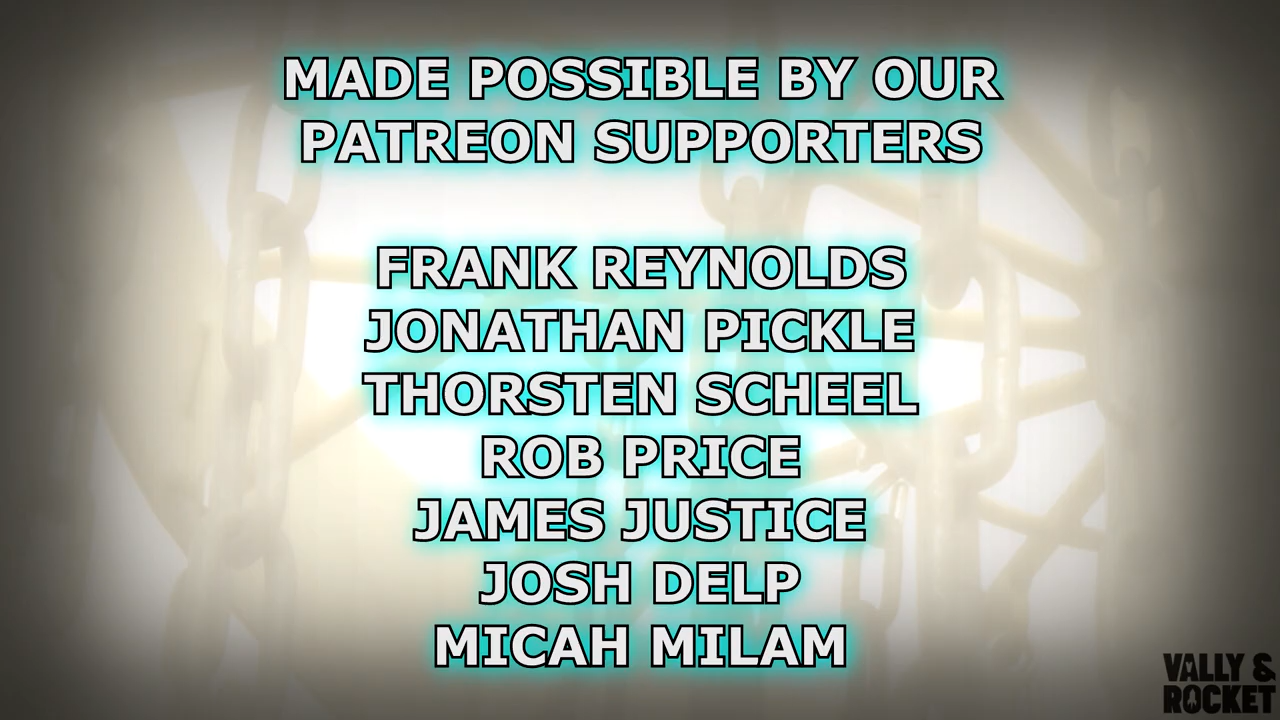 MADE POSSIBLE BY OUR
PATREON SUPPORTERS
FRANK REYNOLDS
JONATHAN PICKLE
THORSTEN SCHEEL
ROB PRICE
JAMES JUSTICE
JOSH DELP
MICAH MILAM
VALLY &
ROCKET